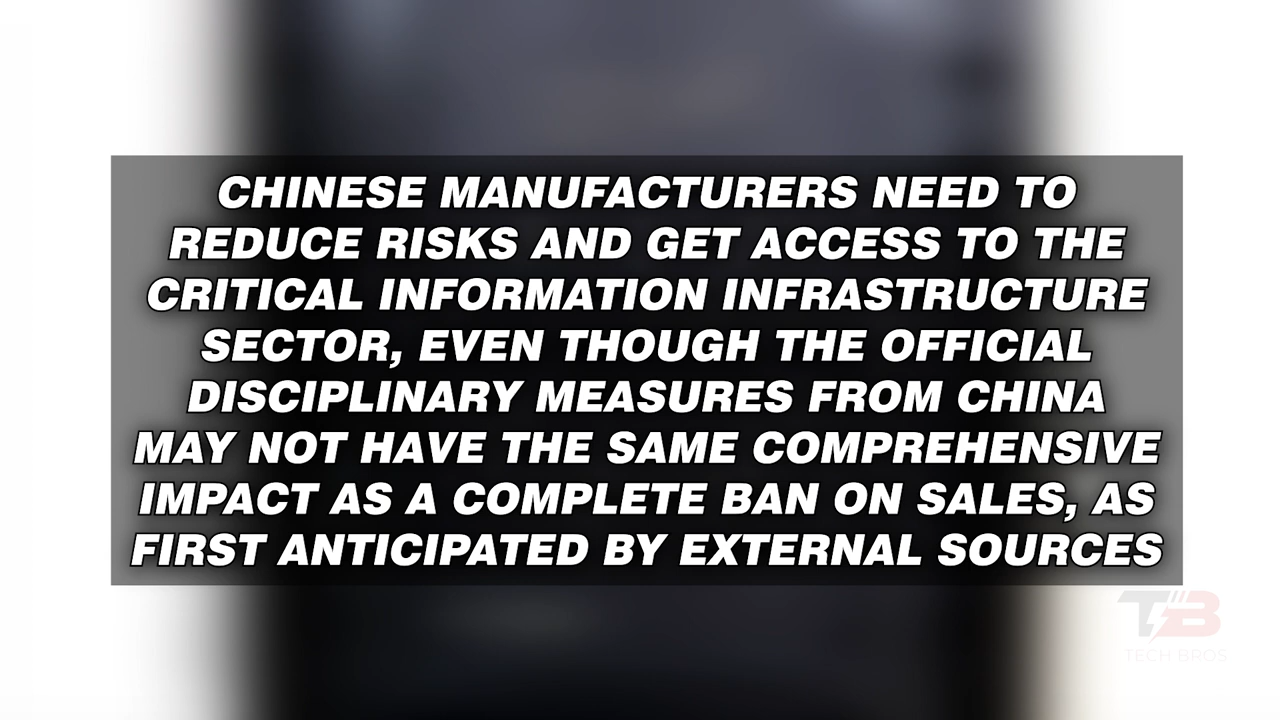 CHINESE MANUFACTURERS NEED TO
REDUCE RISKS AND GET ACCESS TO THE
CRITICAL INFORMATION INFRASTRUCTURE
SECTOR, EVEN THOUGH THE OFFICIAL
DISCIPLINARY MEASURES FROM CHINA
MAY NOT HAVE THE SAME COMPREHENSIVE
IMPACT AS A COMPLETE BAN ON SALES, AS
FIRST ANTICIPATED BY EXTERNAL SOURCES
TB
TECH BROS